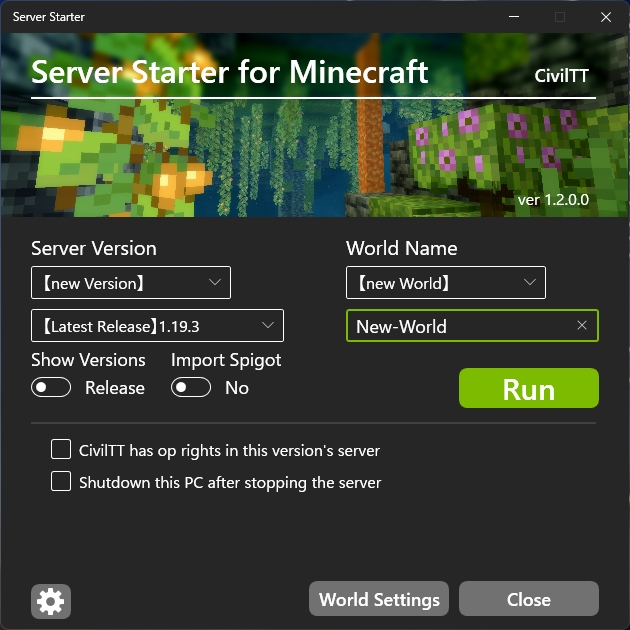 Server Starter
Server Starter for Minecraft
CivilTT
ver 1.2.0.0
Server Version
World Name
【new Version】
【new World】
【Latest Release】1.19.3
New-World
Show Versions
Import Spigot
Release
No
Run
CivilTT has op rights in this version's server
Shutdown this PC after stopping the server
World Settings
Close